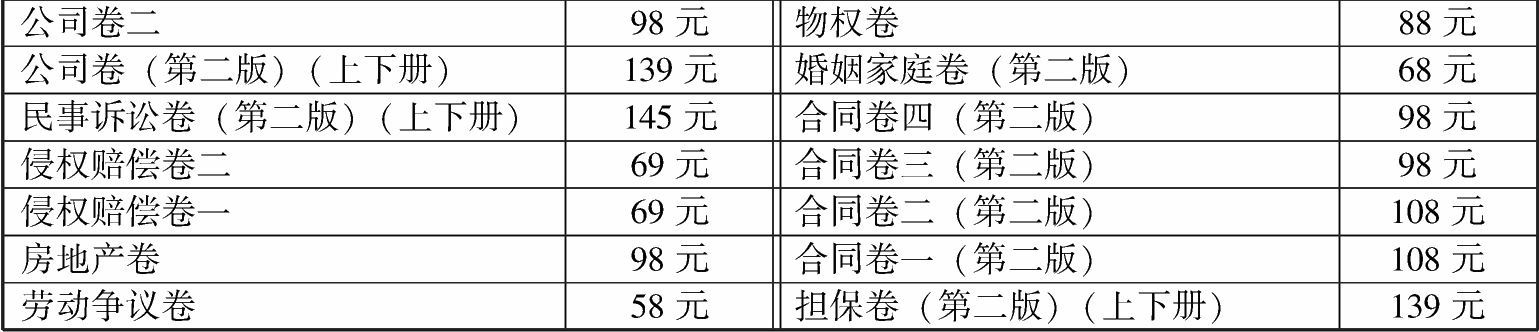 公司卷二 98 元 物权卷 88 元
公司卷（第二版）（上下册） 139 元 婚姻家庭卷（第二版） 68 元
民事诉讼卷（第二版）（上下册） 145 元 合同卷四（第二版） 98 元
侵权赔偿卷二 69 元 合同卷三（第二版） 98 元
侵权赔偿卷一 69 元 合同卷二（第二版） 108 元
房地产卷 98 元 合同卷一（第二版） 108 元
劳动争议卷 58 元 担保卷（第二版）（上下册） 139 元